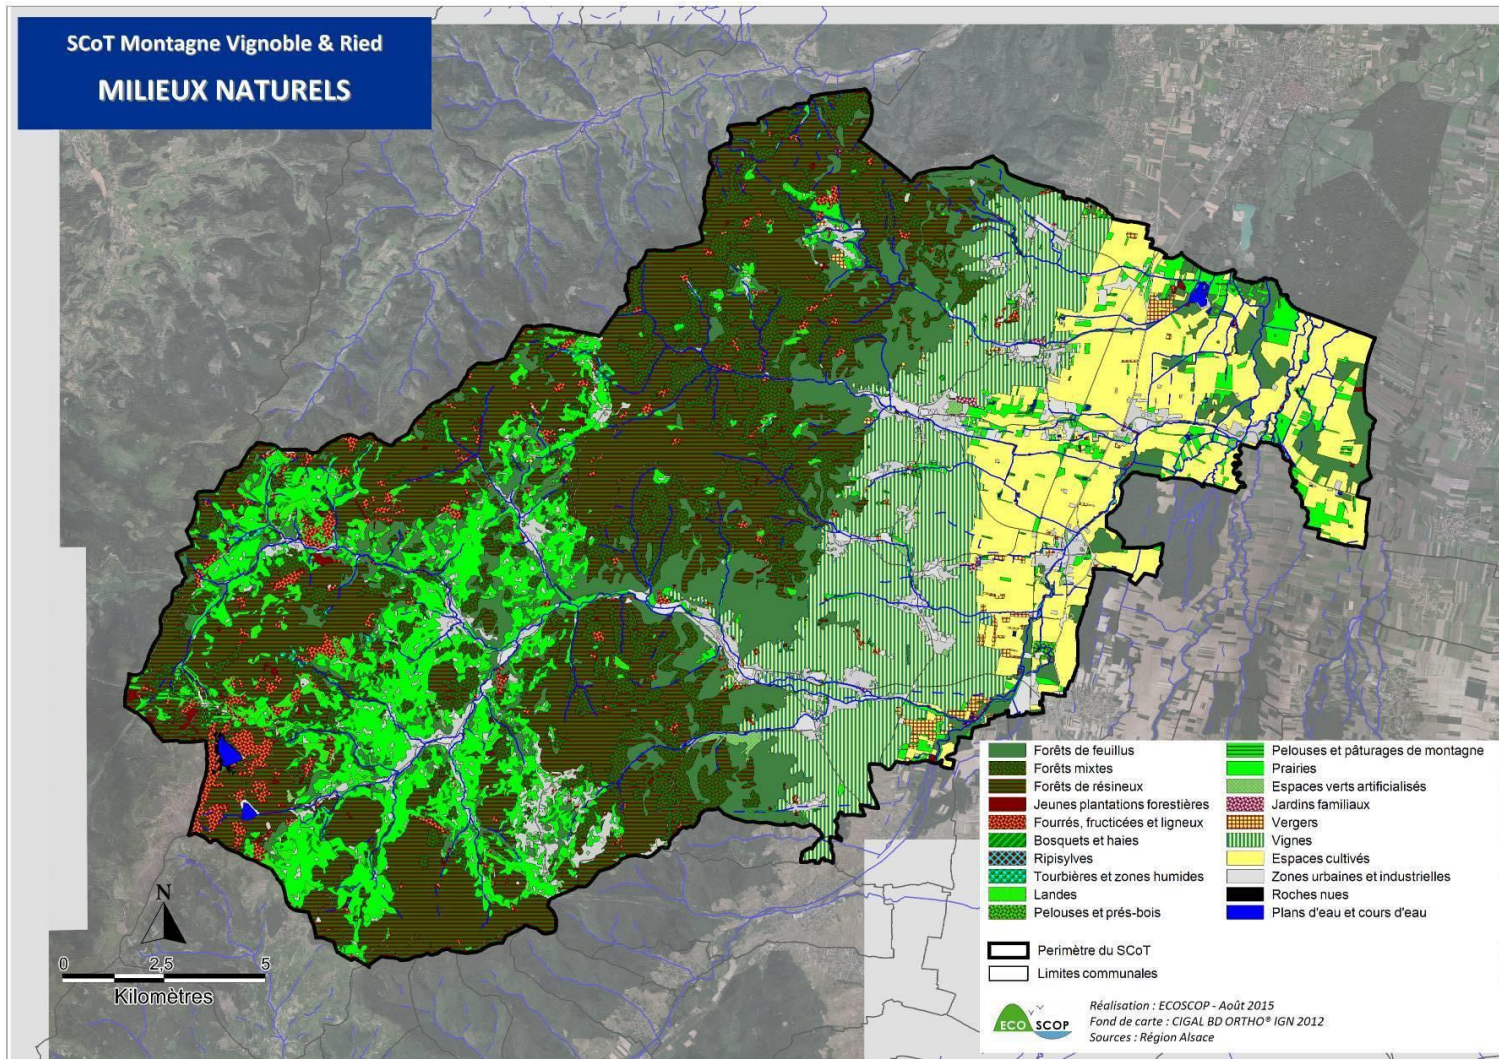 SCoT Montagne Vignoble & Ried
MILIEUX NATURELS
N
0 2,5 5
Kilomètres
Forêts de feuillus
Forêts mixtes
Forêts de résineux
Jeunes plantations forestières
Fourrés, fructicées et ligneux
Bosquets et haies
Ripisylves
Tourbières et zones humides
Landes
Pelouses et prés-bois
Pelouses et pâturages de montagne
Prairies
Espaces verts artificialisés
Jardins familiaux
Vergers
Vignes
Espaces cultivés
Zones urbaines et industrielles
Roches nues
Plans d'eau et cours d'eau
Perimètre du SCoT
Limites communales
ECO SCOP
Réalisation : ECOSCOP - Août 2015
Fond de carte : CIGAL BD ORTHO® IGN 2012
Sources : Région Alsace